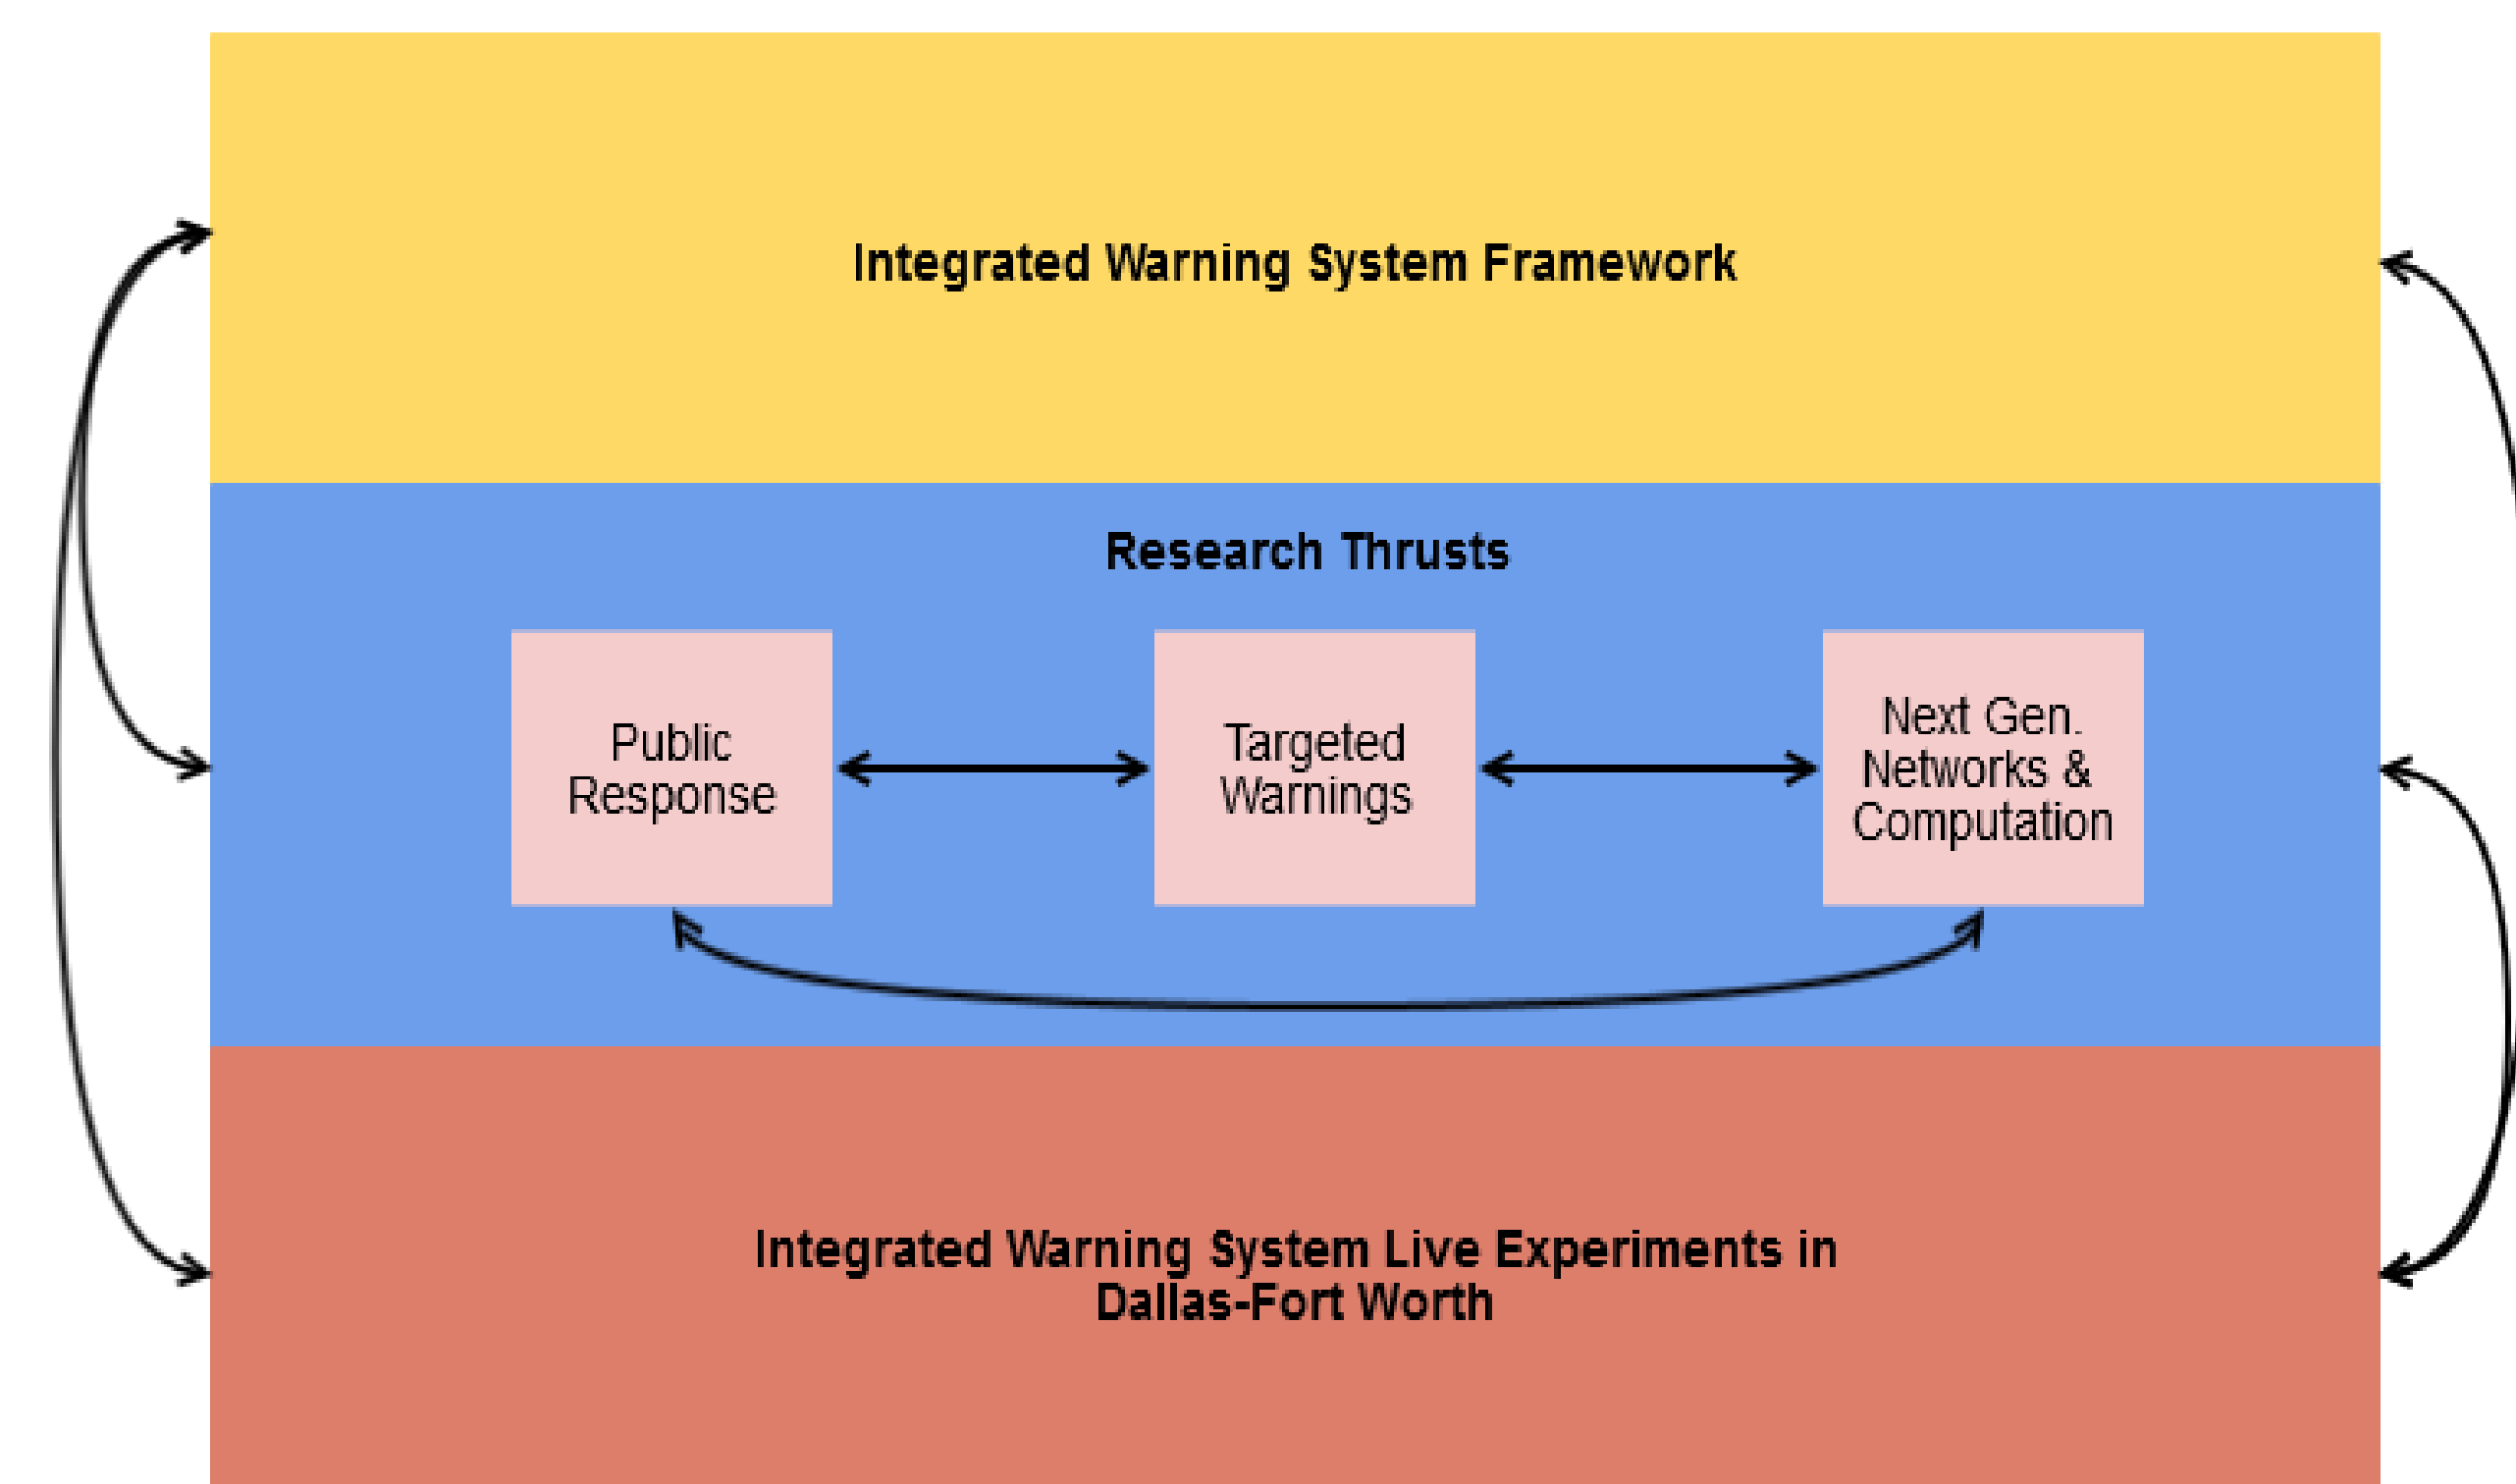 Integrated Warning System Framework
Research Thrusts
Public
Response
Targeted
Warnings
Next Gen.
Networks &
Computation
Integrated Warning System Live Experiments in
Dallas-Fort Worth